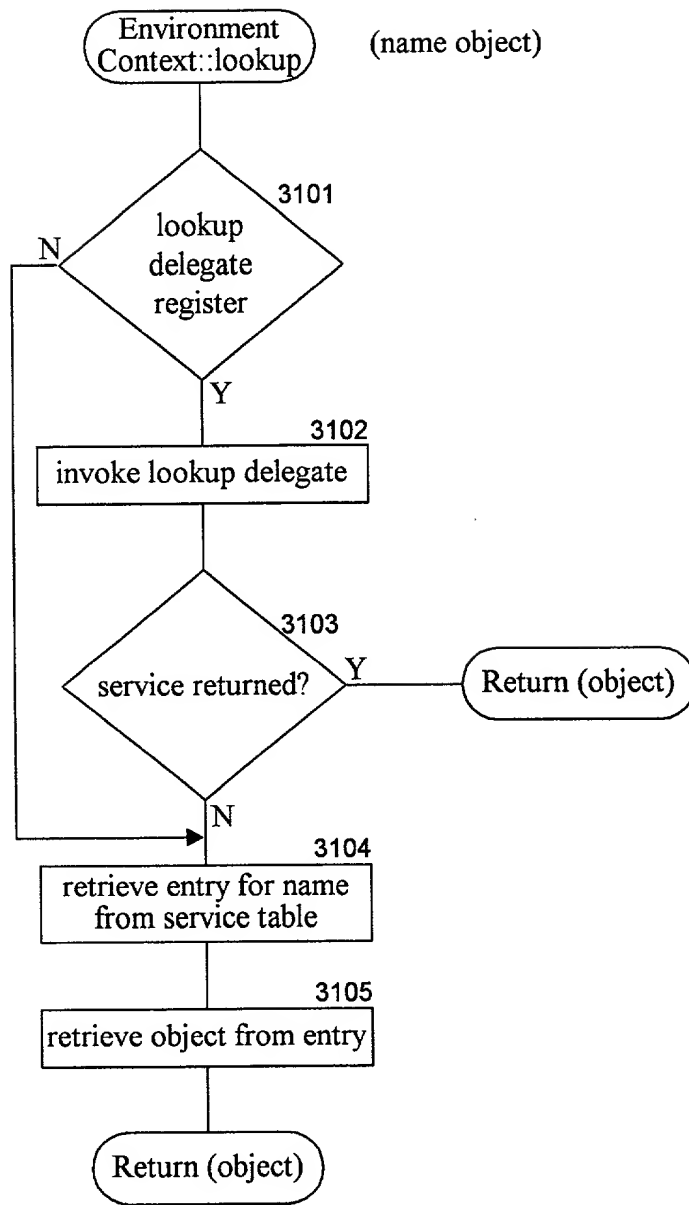 Environment
Context::lookup
(name object)
3101
lookup
delegate
register
N
Y
3102
invoke lookup delegate
3103
service returned?
Y
Return (object)
N
3104
retrieve entry for name
from service table
3105
retrieve object from entry
Return (object)